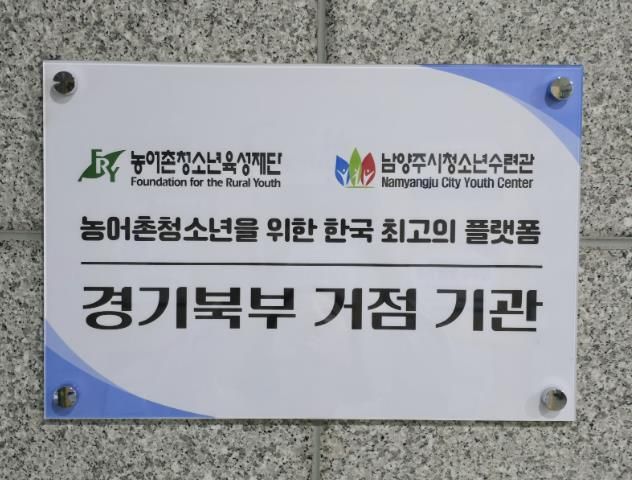 FRY 농어촌청소년육성재단 남양주시청소년수련관
Foundation for the Rural Youth Namyangju City Youth Center
농어촌청소년을 위한 한국 최고의 플랫폼
경기북부 거점 기관